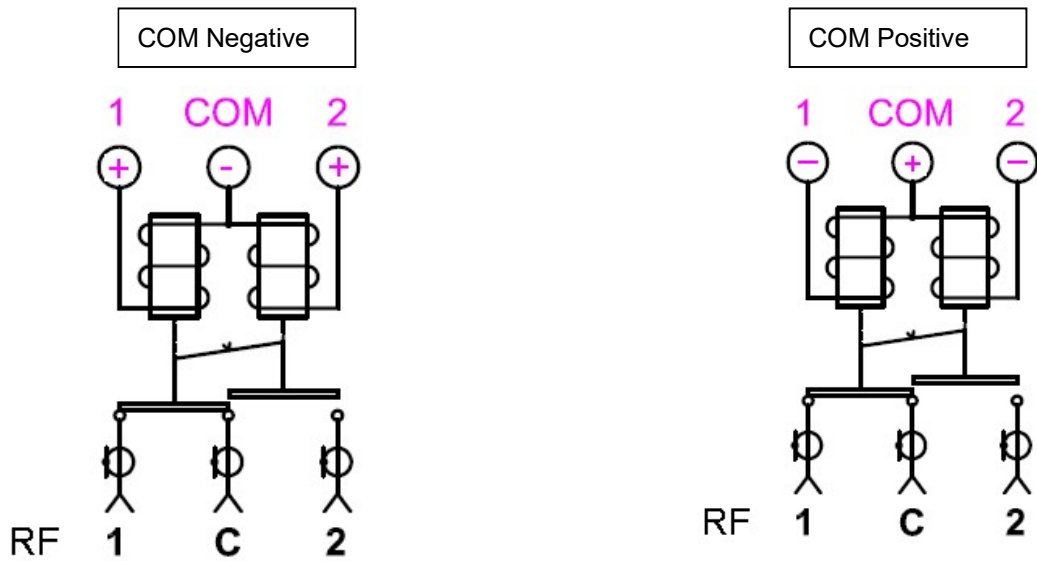 COM Negative
COM Positive
1 COM 2
1 COM 2
+ - +
− + −
RF 1 C 2
RF 1 C 2